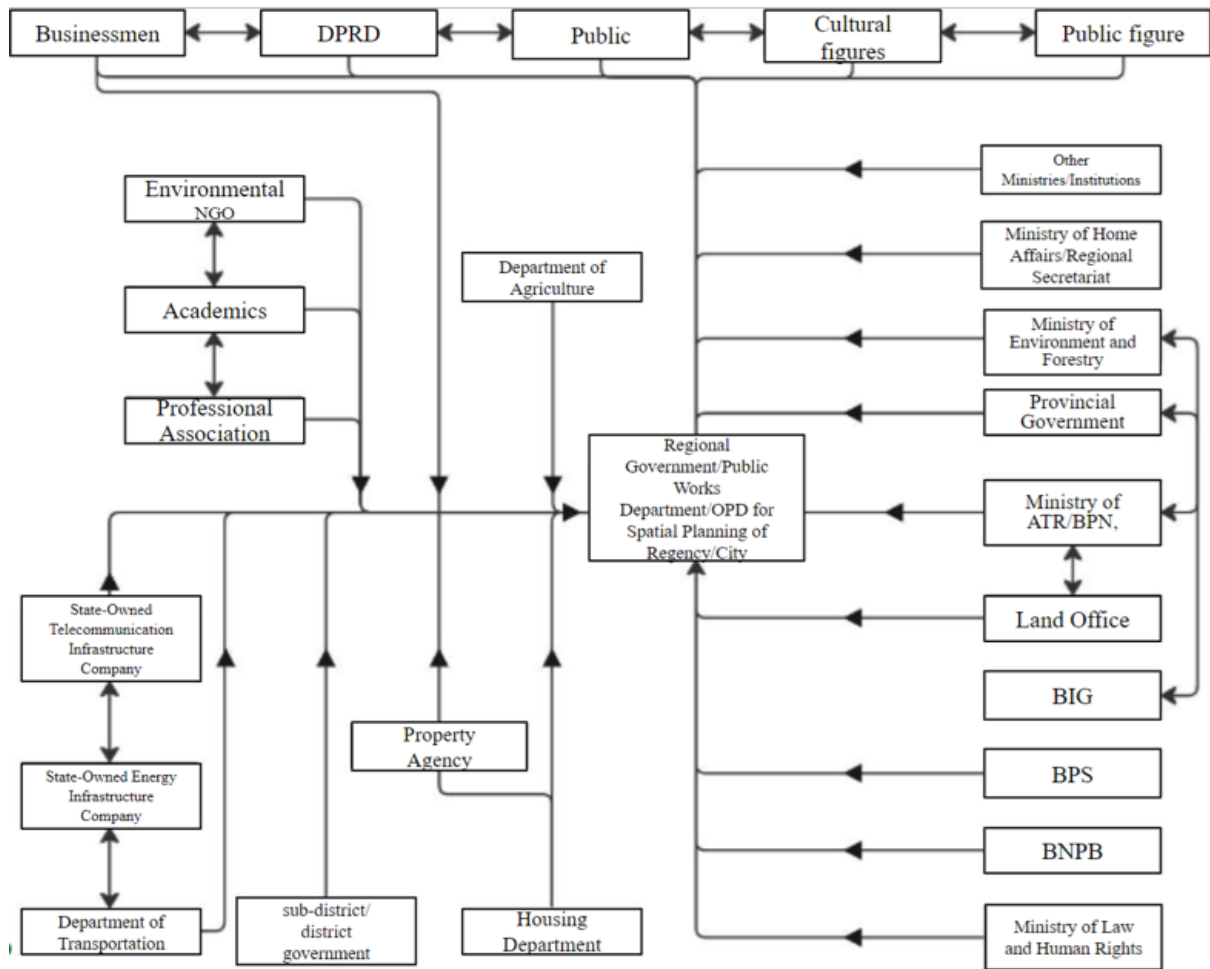 Businessmen
DPRD
Public
Cultural
figures
Public figure
Other
Ministries/Institutions
Environmental
NGO
Ministry of Home
Affairs/Regional
Secretariat
Department of
Agriculture
Academics
Ministry of
Environment and
Forestry
Professional
Association
Provincial
Government
Regional
Government/Public
Works
Department/OPD for
Spatial Planning of
Regency/City
Ministry of
ATR/BPN,
State-Owned
Telecommunication
Infrastructure
Company
Land Office
BIG
Property
Agency
State-Owned Energy
Infrastructure
Company
BPS
BNPB
Department of
Transportation
sub-district/
district
government
Housing
Department
Ministry of Law
and Human Rights